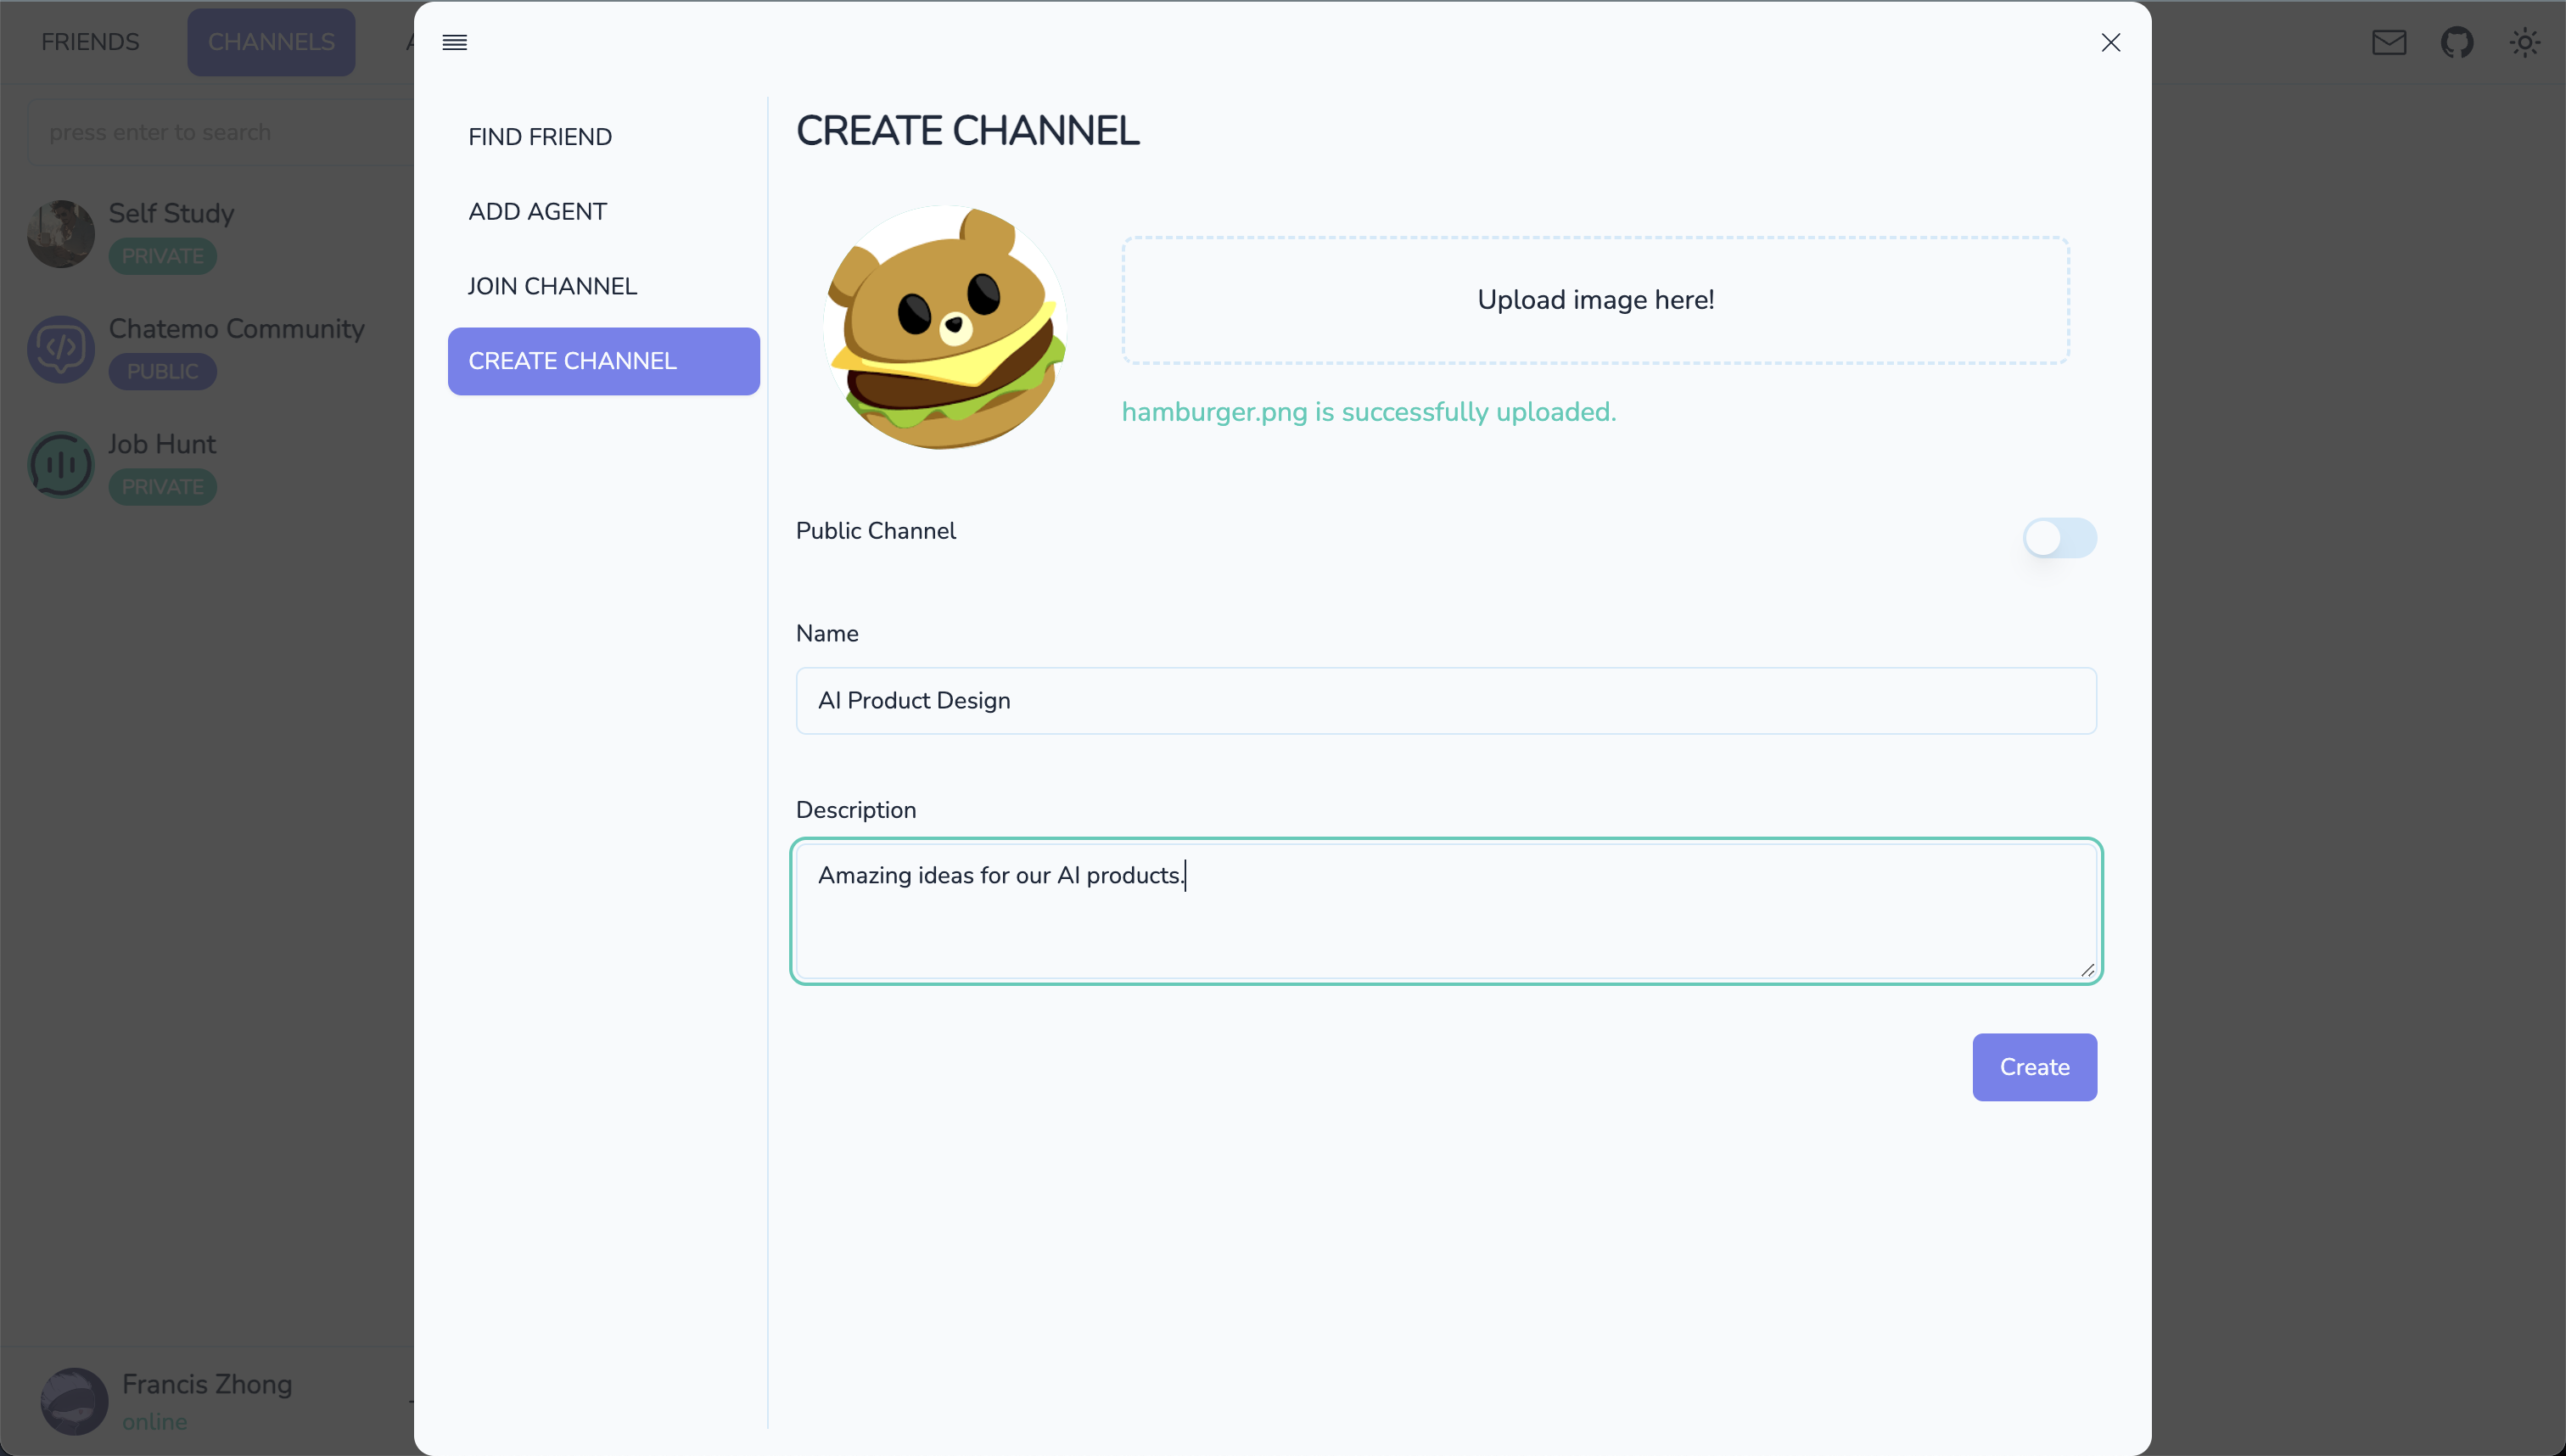 FRIENDS
CHANNELS
press enter to search
Self Study
PRIVATE
Chatemo Community
PUBLIC
Job Hunt
PRIVATE
Francis Zhong
online
FIND FRIEND
ADD AGENT
JOIN CHANNEL
CREATE CHANNEL
CREATE CHANNEL
Upload image here!
hamburger.png is successfully uploaded.
Public Channel
Name
AI Product Design
Description
Amazing ideas for our AI products.
Create